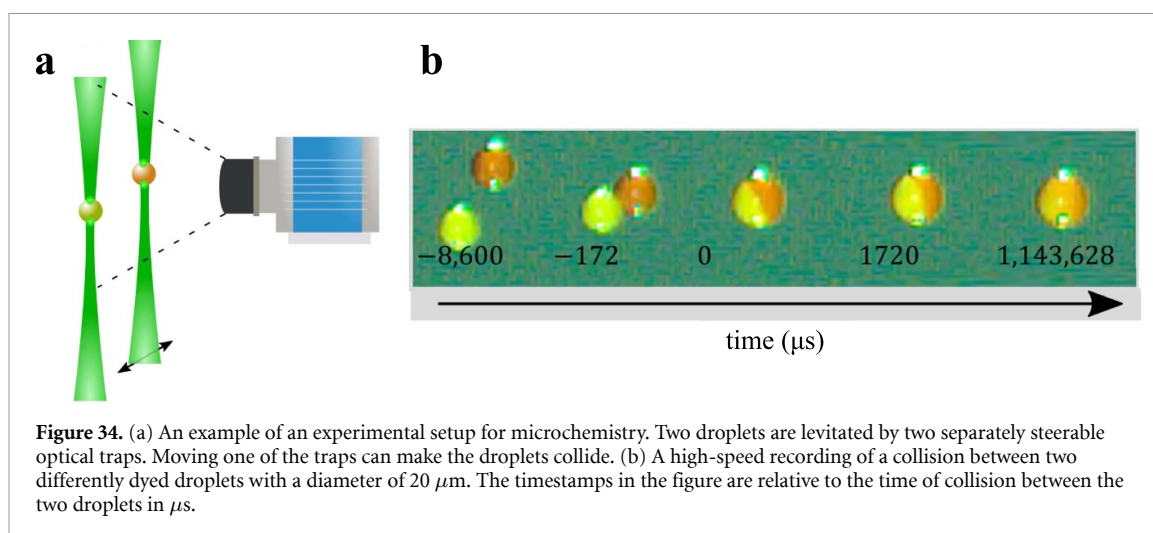 a
b
−8,600 −172 0 1720 1,143,628
time (μs)
Figure 34. (a) An example of an experimental setup for microchemistry. Two droplets are levitated by two separately steerable
optical traps. Moving one of the traps can make the droplets collide. (b) A high-speed recording of a collision between two
differently dyed droplets with a diameter of 20 μm. The timestamps in the figure are relative to the time of collision between the
two droplets in μs.